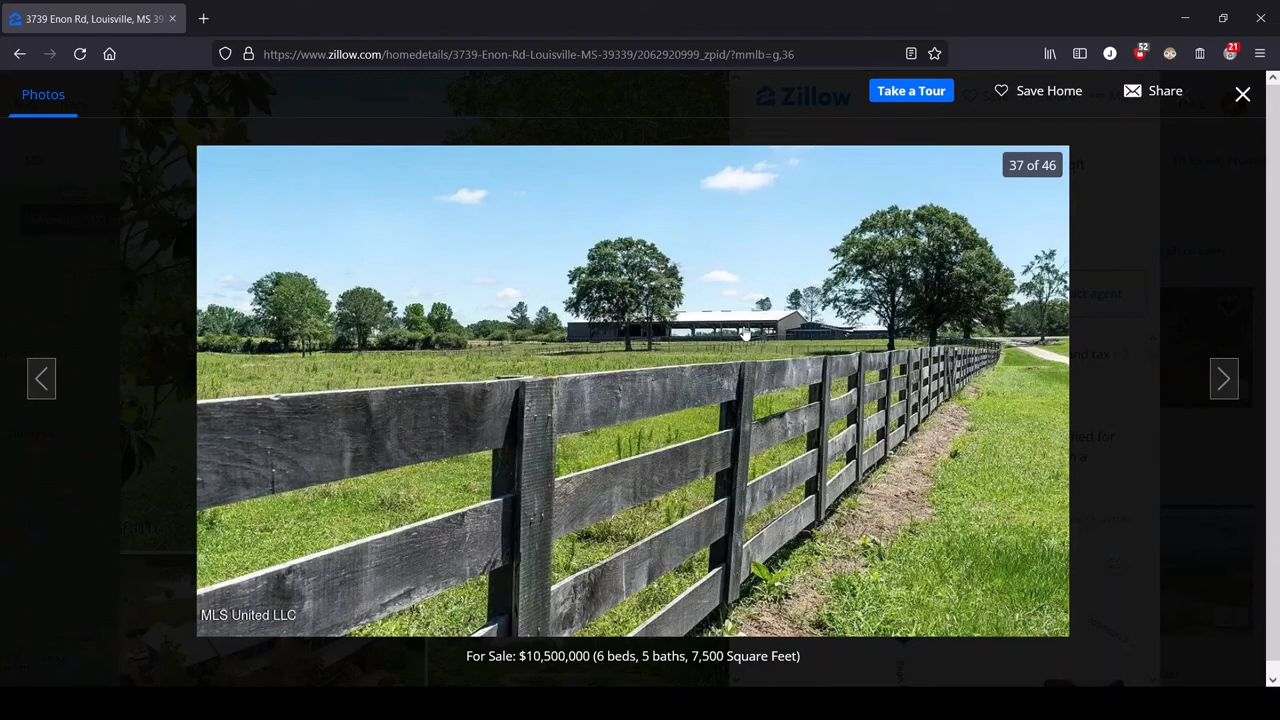 3739 Enon Rd, Louisville, MS 39
https://www.zillow.com/homedetails/3739-Enon-Rd-Louisville-MS-39339/2062920999_zpid/?mmlb=g,36
52
J
21
Photos
Zillow
Take a Tour
Save Home
Share
37 of 46
MLS United LLC
For Sale: $10,500,000 (6 beds, 5 baths, 7,500 Square Feet)